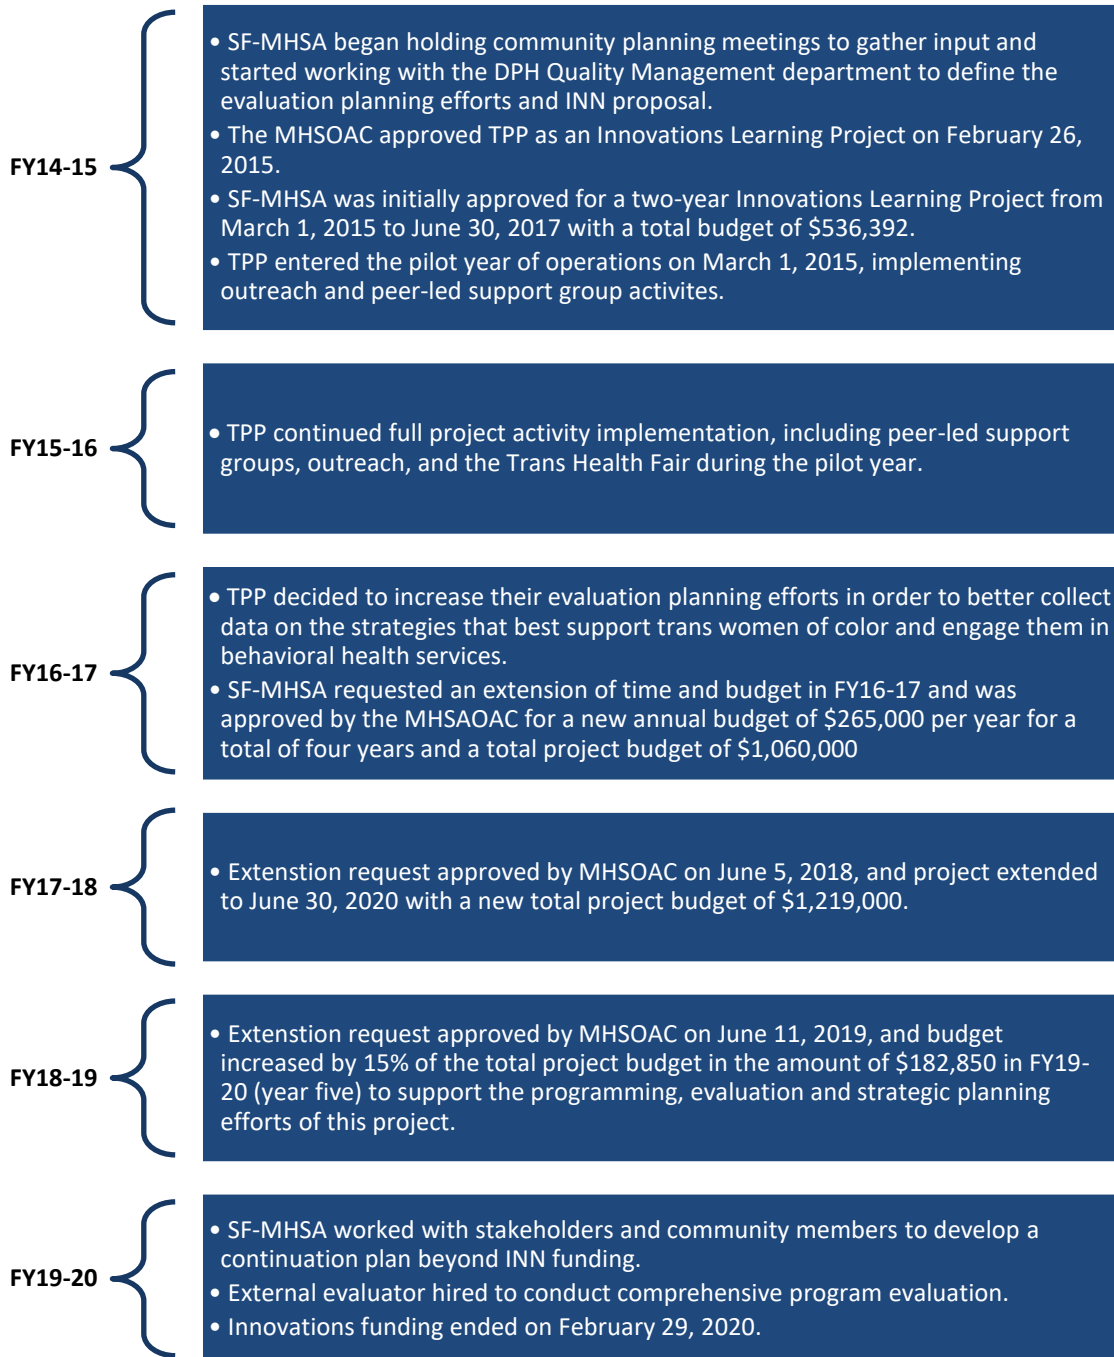 FY14-15
• SF-MHSA began holding community planning meetings to gather input and
started working with the DPH Quality Management department to define the
evaluation planning efforts and INN proposal.
• The MHSOAC approved TPP as an Innovations Learning Project on February 26,
2015.
• SF-MHSA was initially approved for a two-year Innovations Learning Project from
March 1, 2015 to June 30, 2017 with a total budget of $536,392.
• TPP entered the pilot year of operations on March 1, 2015, implementing
outreach and peer-led support group activites.
FY15-16
• TPP continued full project activity implementation, including peer-led support
groups, outreach, and the Trans Health Fair during the pilot year.
FY16-17
• TPP decided to increase their evaluation planning efforts in order to better collect
data on the strategies that best support trans women of color and engage them in
behavioral health services.
• SF-MHSA requested an extension of time and budget in FY16-17 and was
approved by the MHSAOAC for a new annual budget of $265,000 per year for a
total of four years and a total project budget of $1,060,000
FY17-18
• Extenstion request approved by MHSOAC on June 5, 2018, and project extended
to June 30, 2020 with a new total project budget of $1,219,000.
FY18-19
• Extenstion request approved by MHSOAC on June 11, 2019, and budget
increased by 15% of the total project budget in the amount of $182,850 in FY19-
20 (year five) to support the programming, evaluation and strategic planning
efforts of this project.
FY19-20
• SF-MHSA worked with stakeholders and community members to develop a
continuation plan beyond INN funding.
• External evaluator hired to conduct comprehensive program evaluation.
• Innovations funding ended on February 29, 2020.